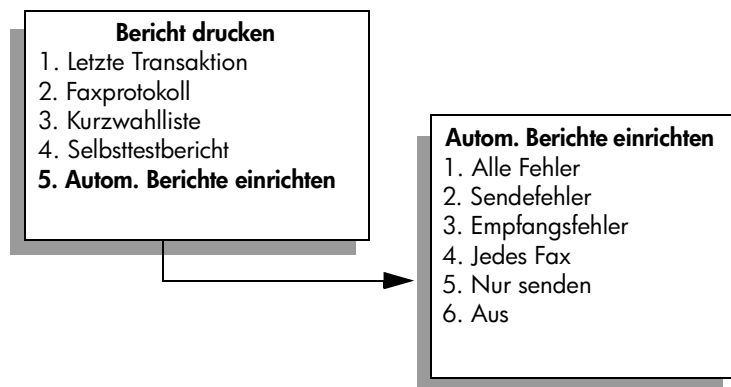 Bericht drucken
1. Letzte Transaktion
2. Faxprotokoll
3. Kurzwahlliste
4. Selbsttestbericht
5. Autom. Berichte einrichten
Autom. Berichte einrichten
1. Alle Fehler
2. Sendefehler
3. Empfangsfehler
4. Jedes Fax
5. Nur senden
6. Aus